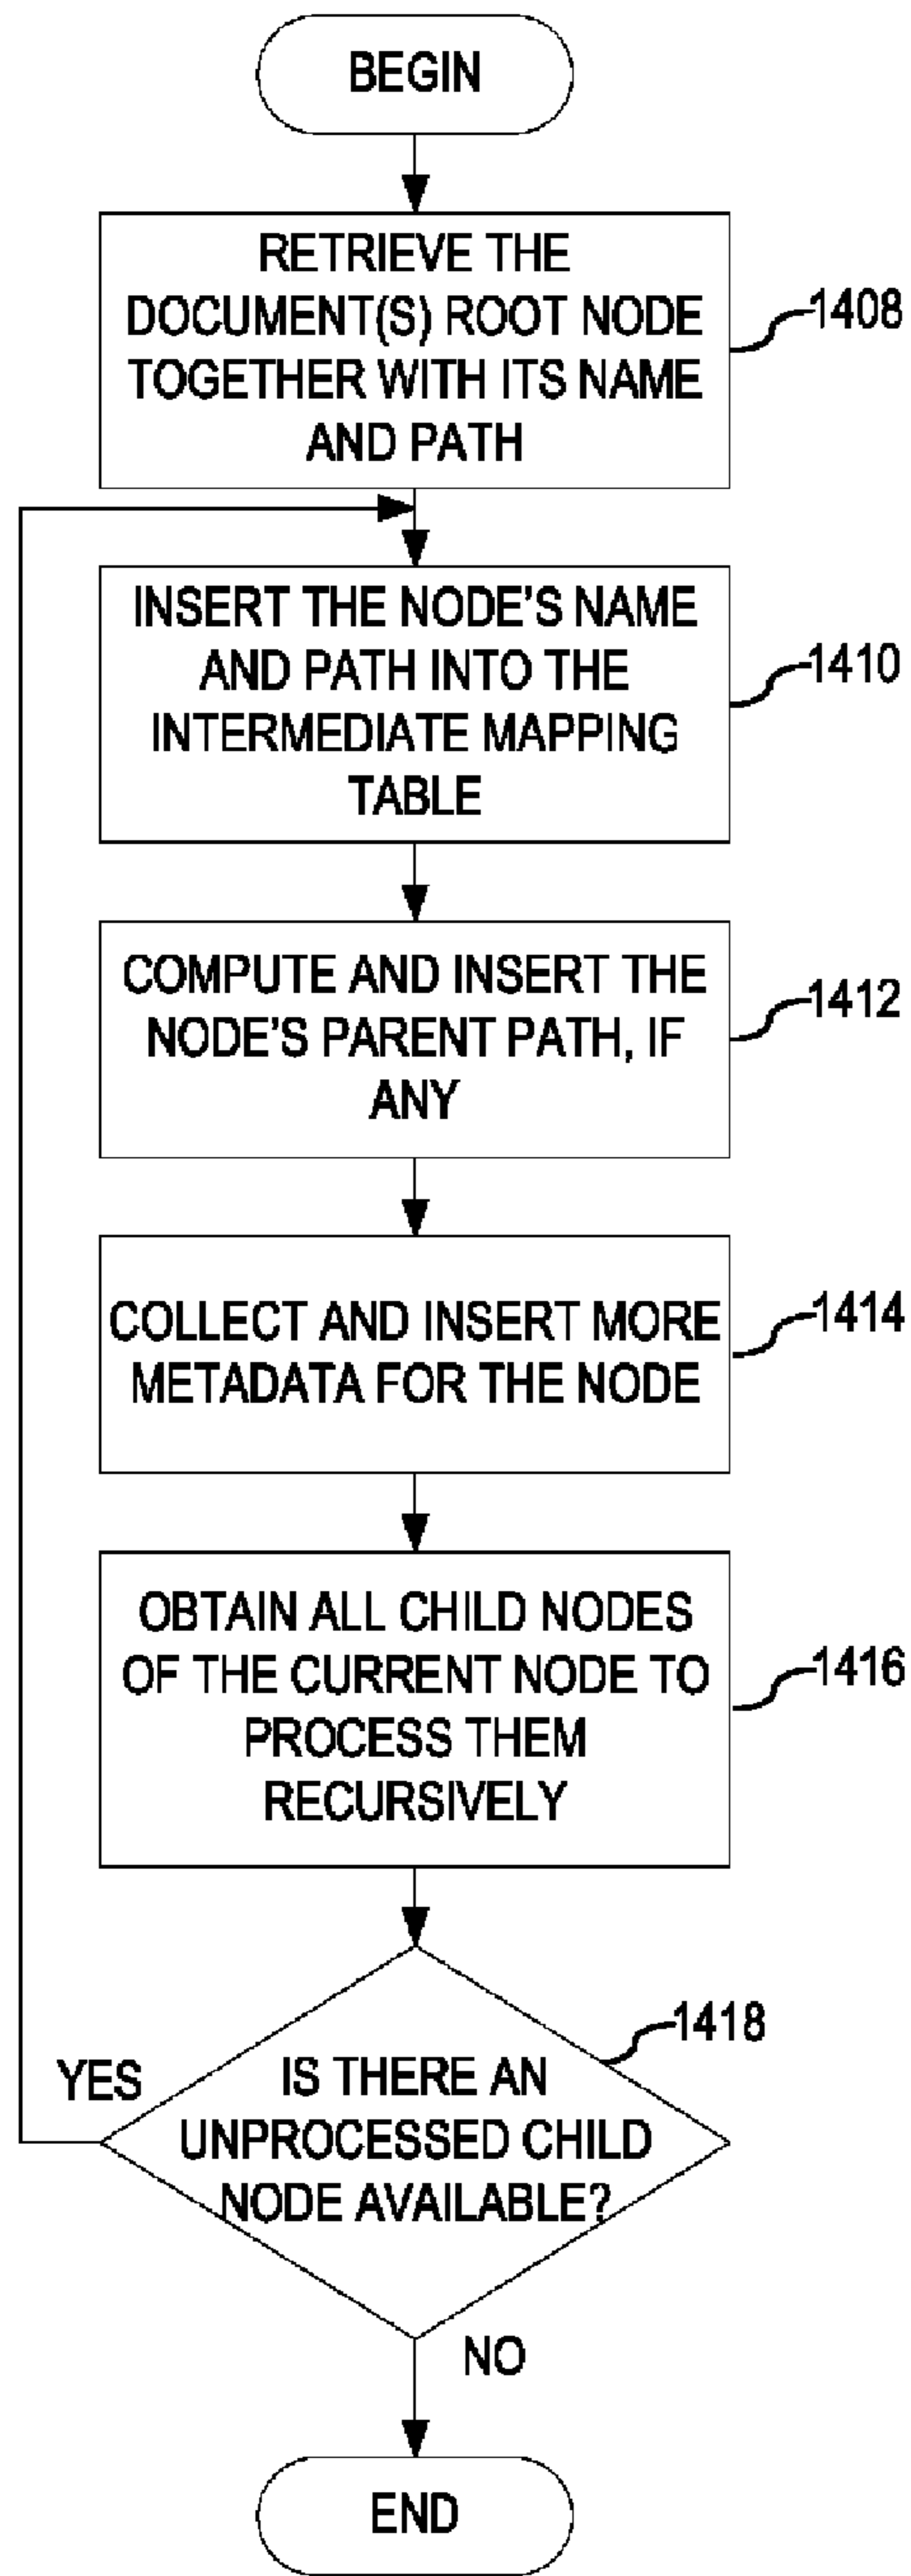 BEGIN
RETRIEVE THE
DOCUMENT(S) ROOT NODE
TOGETHER WITH ITS NAME
AND PATH
1408
INSERT THE NODE'S NAME
AND PATH INTO THE
INTERMEDIATE MAPPING
TABLE
1410
COMPUTE AND INSERT THE
NODE'S PARENT PATH, IF
ANY
1412
COLLECT AND INSERT MORE
METADATA FOR THE NODE
1414
OBTAIN ALL CHILD NODES
OF THE CURRENT NODE TO
PROCESS THEM
RECURSIVELY
1416
1418
YES
IS THERE AN
UNPROCESSED CHILD
NODE AVAILABLE?
NO
END